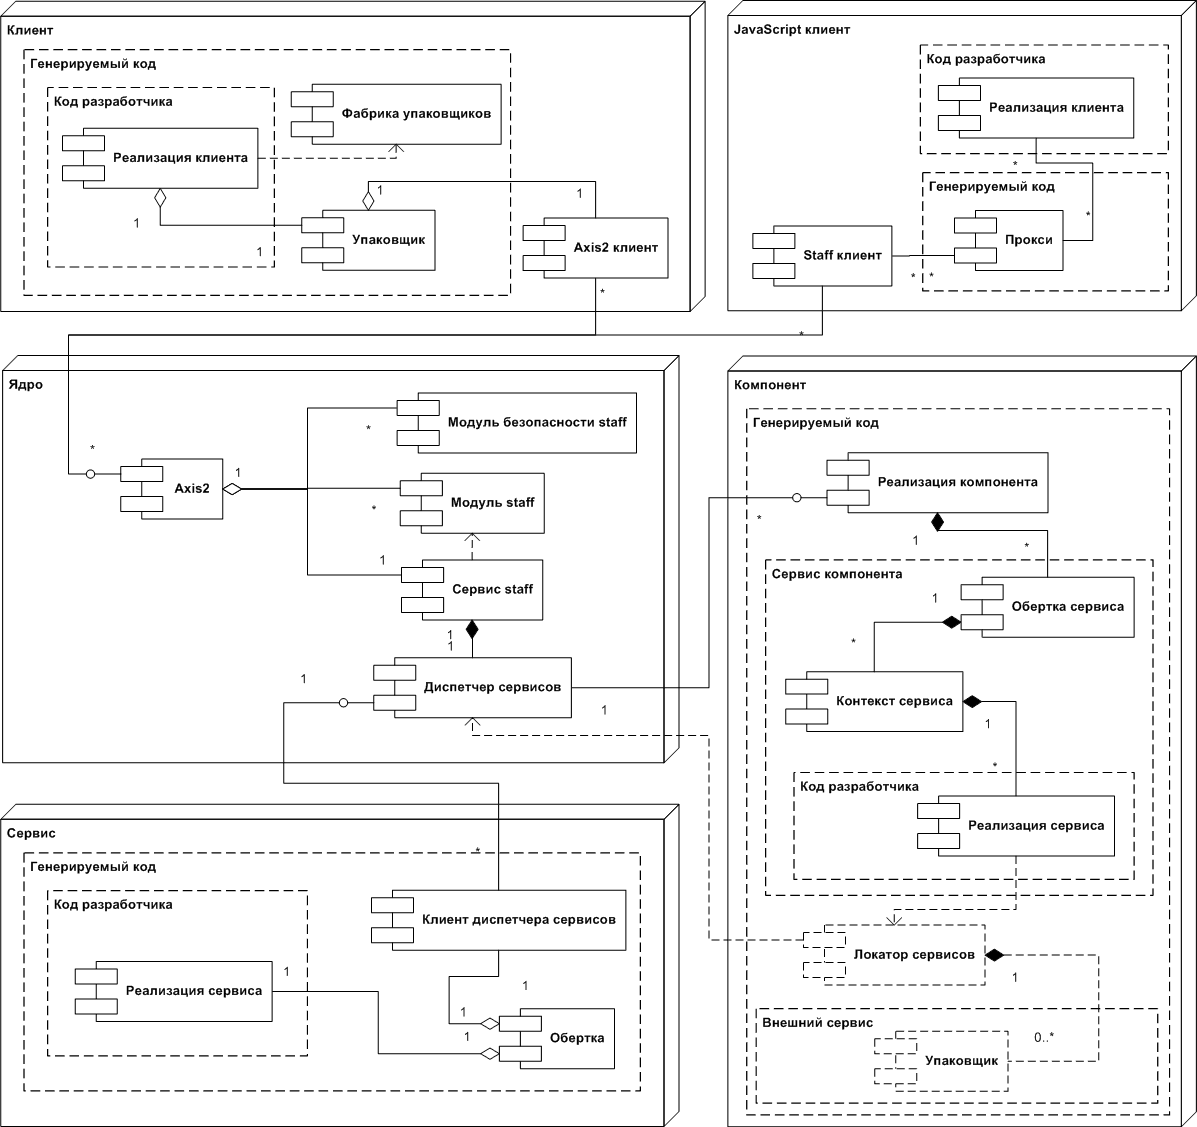 Клиент
Генерируемый код
Код разработчика
Фабрика упаковщиков
Реализация клиента
1
1
1
1
Упаковщик
Axis2 клиент
*
JavaScript клиент
Код разработчика
Реализация клиента
*
Генерируемый код
*
Прокси
Staff клиент
* *
*
Ядро
Модуль безопасности staff
*
*
1
Axis2
Модуль staff
*
1
Сервис staff
1
1
Диспетчер сервисов
1
1
Компонент
Генерируемый код
Реализация компонента
*
1
*
Сервис компонента
1
Обертка сервиса
*
Контекст сервиса
1
*
Код разработчика
Реализация сервиса
Локатор сервисов
1
Внешний сервис
0..*
Упаковщик
Сервис
*
Генерируемый код
Код разработчика
Клиент диспетчера сервисов
1
Реализация сервиса
1
1
1
Обертка